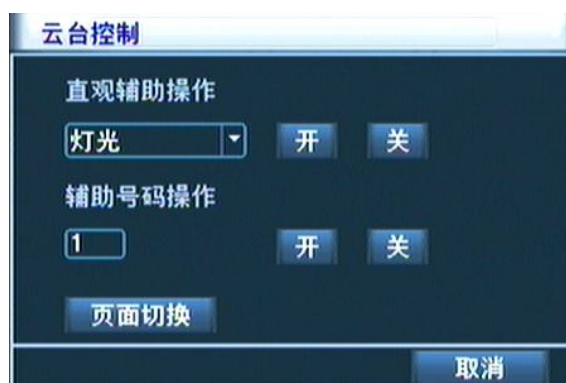 云台控制
直观辅助操作
灯光 开 关
辅助号码操作
1 开 关
页面切换
取消